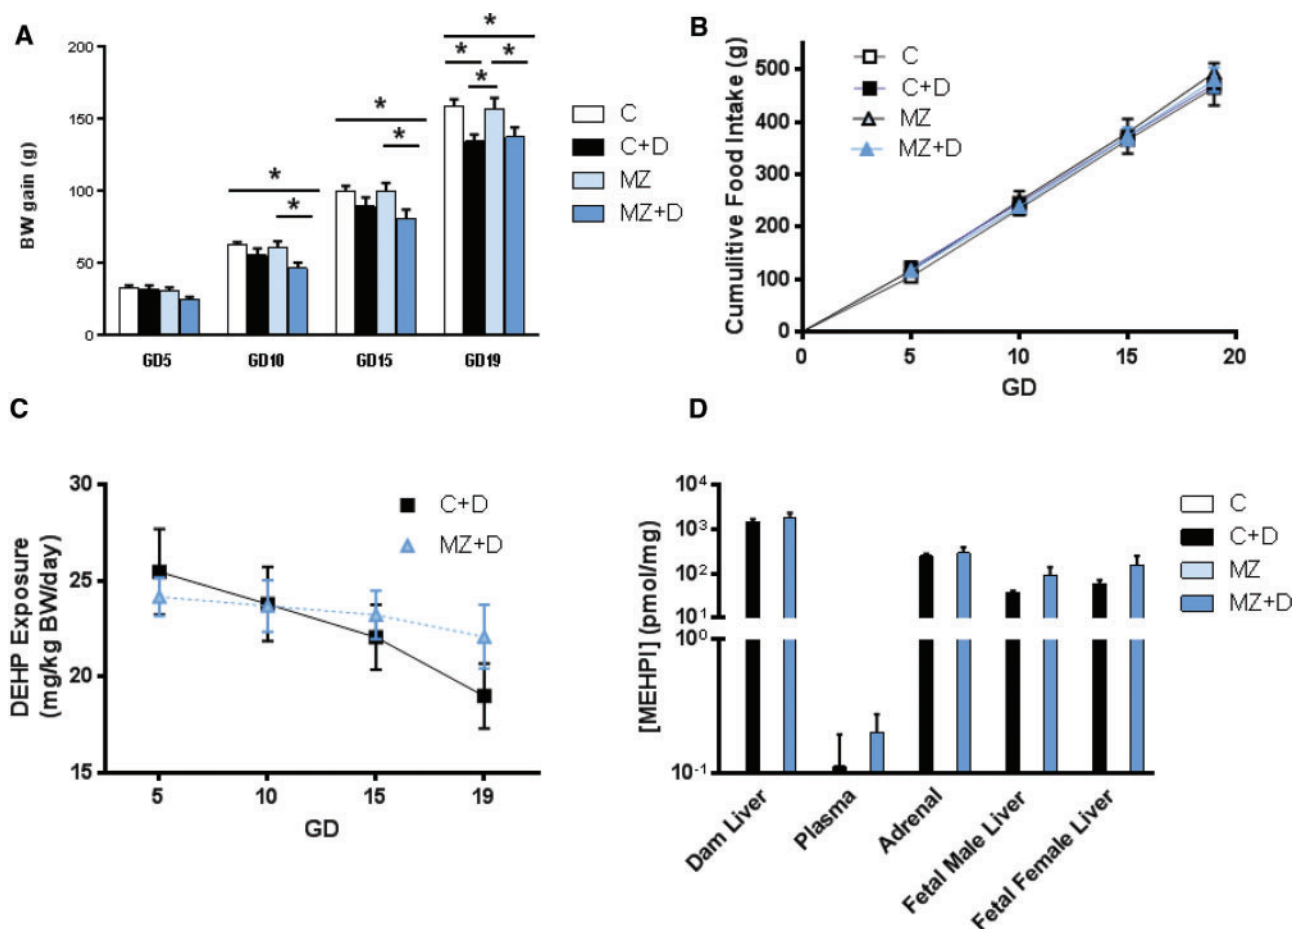 A
BW gain (g)
200
150
100
50
0
*
*
*
*
*
*
*
*
GD5
GD10
GD15
GD19
C
C+D
MZ
MZ+D
B
Cumulitive Food Intake (g)
500
400
300
200
100
0
0
5
10
15
20
GD
C
C+D
MZ
MZ+D
C
DEHP Exposure
(mg/kg BW/day)
30
25
20
15
5
10
15
19
GD
C+D
MZ+D
D
[MEHPI] (pmol/mg)
10⁴
10³
10²
10¹
10⁰
10⁻¹
Dam Liver
Plasma
Adrenal
Fetal Male Liver
Fetal Female Liver
C
C+D
MZ
MZ+D